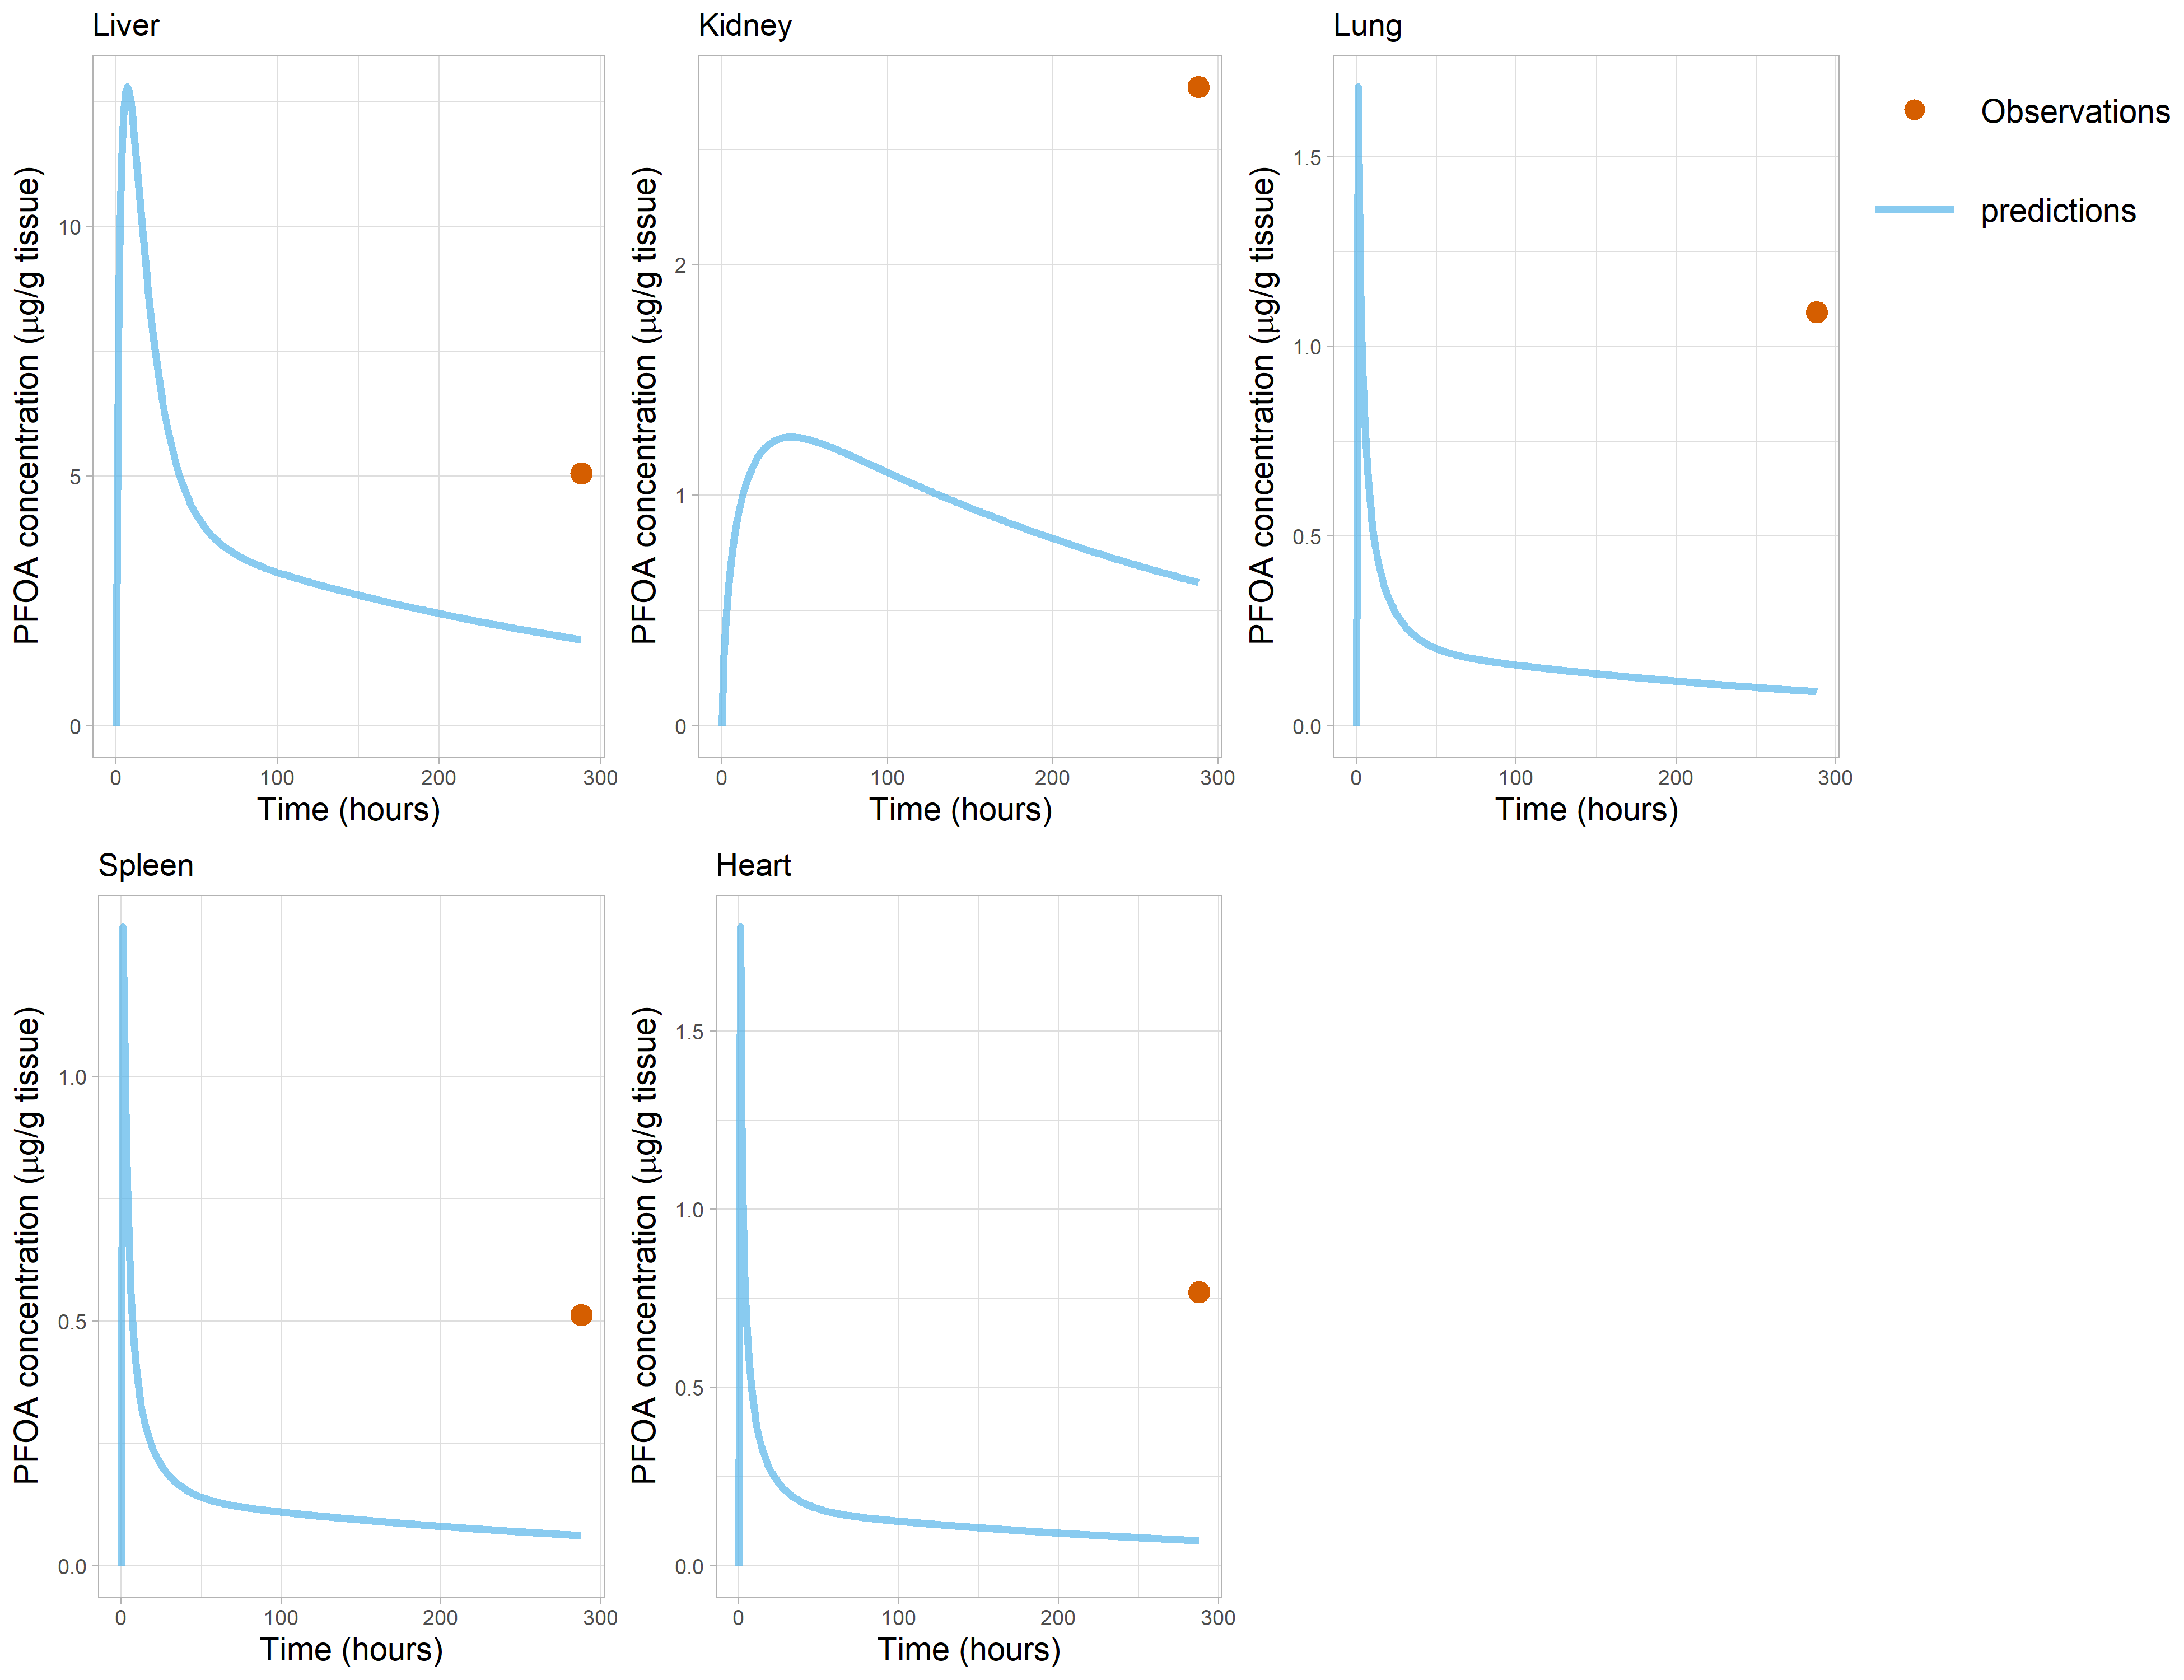 Liver
PFOA concentration (μg/g tissue)
10
5
0
0 100 200 300
Time (hours)
Kidney
PFOA concentration (μg/g tissue)
2
1
0
0 100 200 300
Time (hours)
Lung
PFOA concentration (μg/g tissue)
1.5
1.0
0.5
0.0
0 100 200 300
Time (hours)
Observations
predictions
Spleen
PFOA concentration (μg/g tissue)
1.0
0.5
0.0
0 100 200 300
Time (hours)
Heart
PFOA concentration (μg/g tissue)
1.5
1.0
0.5
0.0
0 100 200 300
Time (hours)